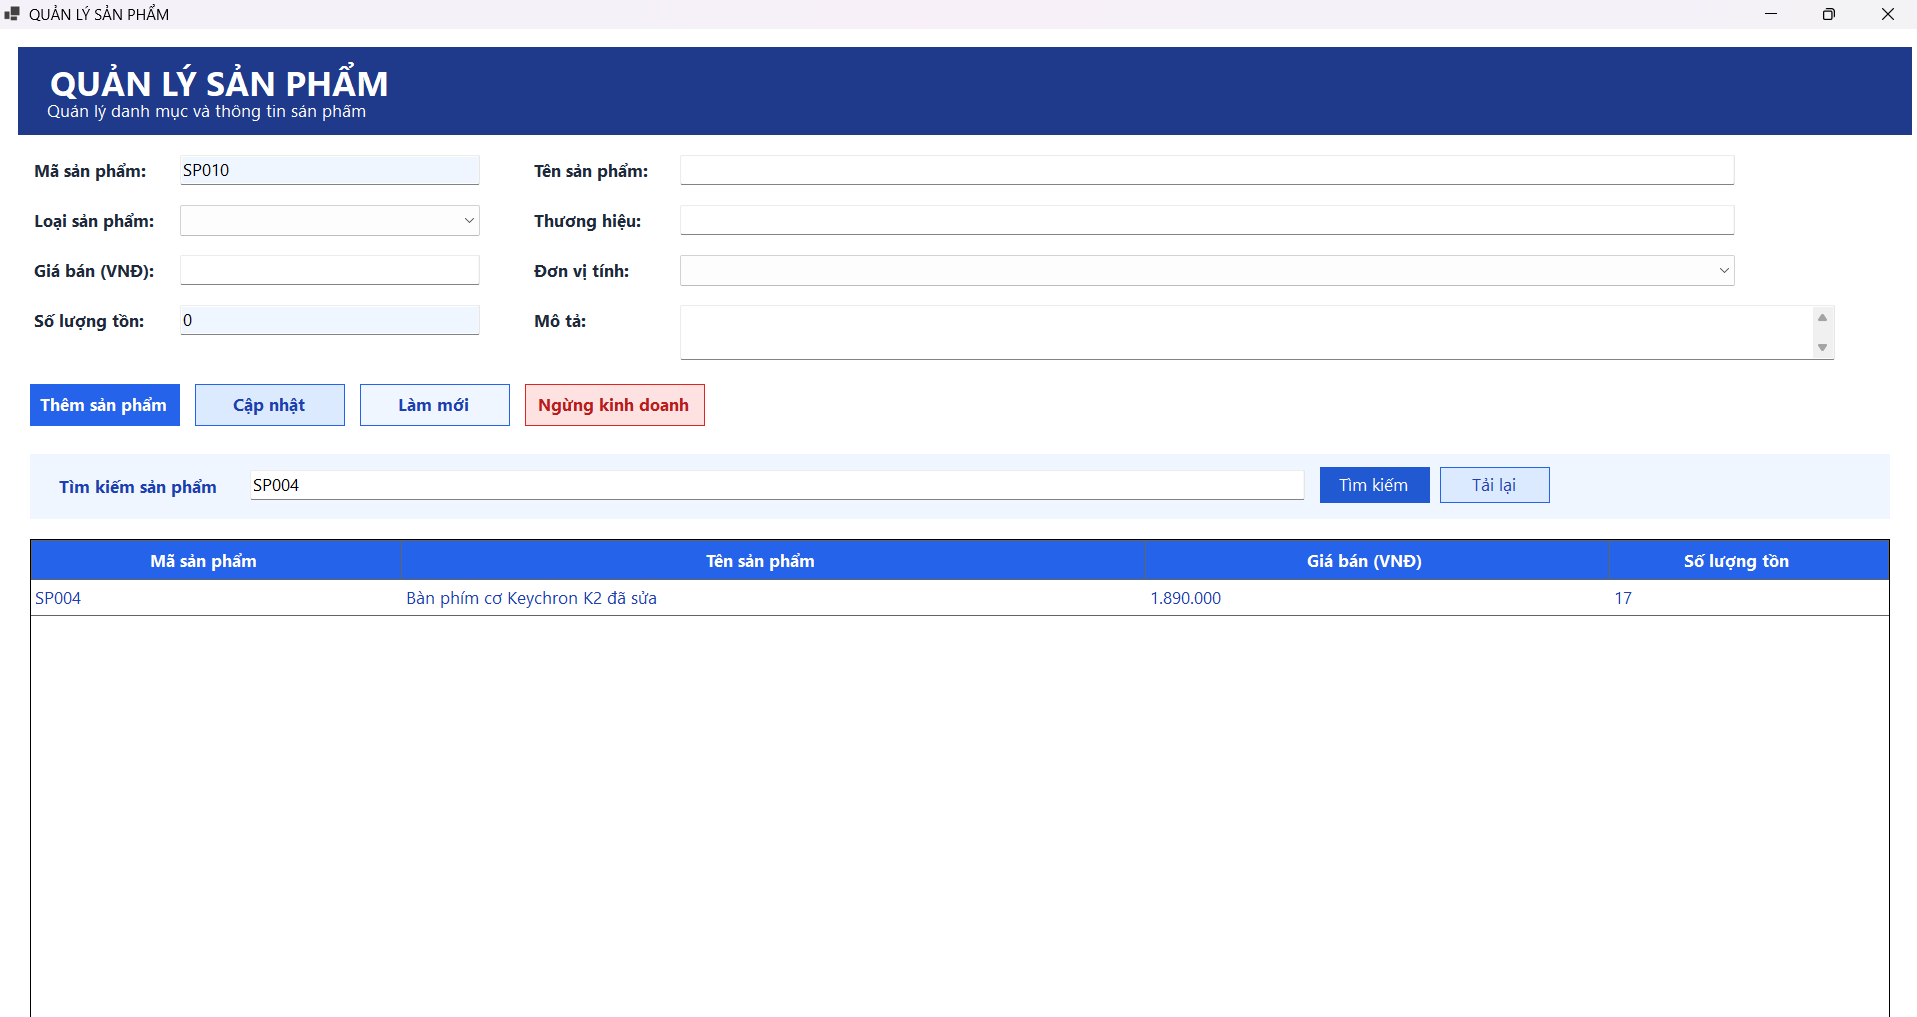 QUẢN LÝ SẢN PHẨM
QUẢN LÝ SẢN PHẨM
Quản lý danh mục và thông tin sản phẩm
Mã sản phẩm: SP010 Tên sản phẩm:
Loại sản phẩm: Thương hiệu:
Giá bán (VNĐ): Đơn vị tính:
Số lượng tồn: 0 Mô tả:
Thêm sản phẩm Cập nhật Làm mới Ngừng kinh doanh
Tìm kiếm sản phẩm SP004 Tìm kiếm Tải lại
Mã sản phẩm Tên sản phẩm Giá bán (VNĐ) Số lượng tồn
SP004 Bàn phím cơ Keychron K2 đã sửa 1.890.000 17